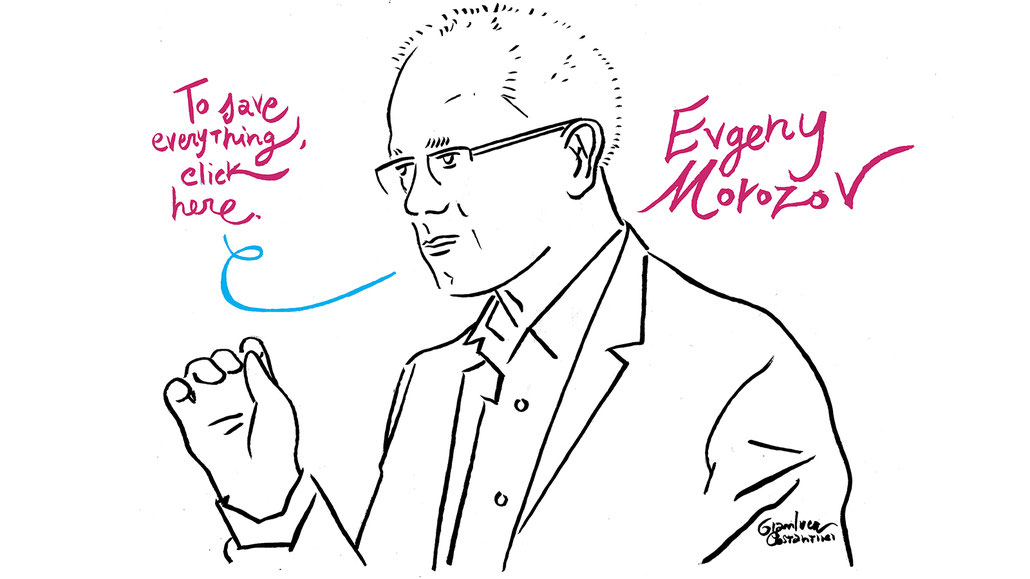 To save
everything,
click
here.
Evgeny
Morozov
Gianluca
Costantini